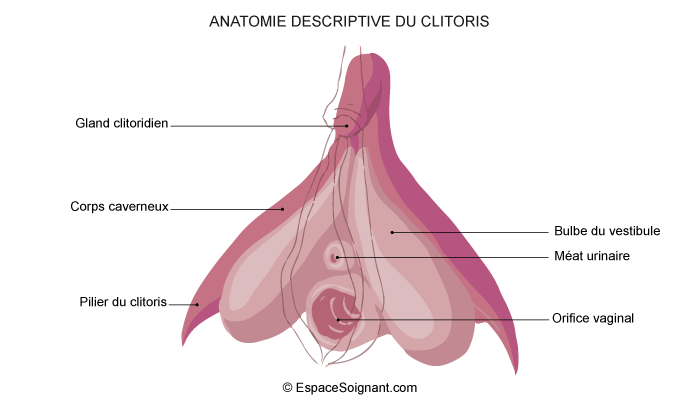 ANATOMIE DESCRIPTIVE DU CLITORIS
Gland clitoridien
Corps caverneux
Bulbe du vestibule
Méat urinaire
Pilier du clitoris
Orifice vaginal
© EspaceSoignant.com